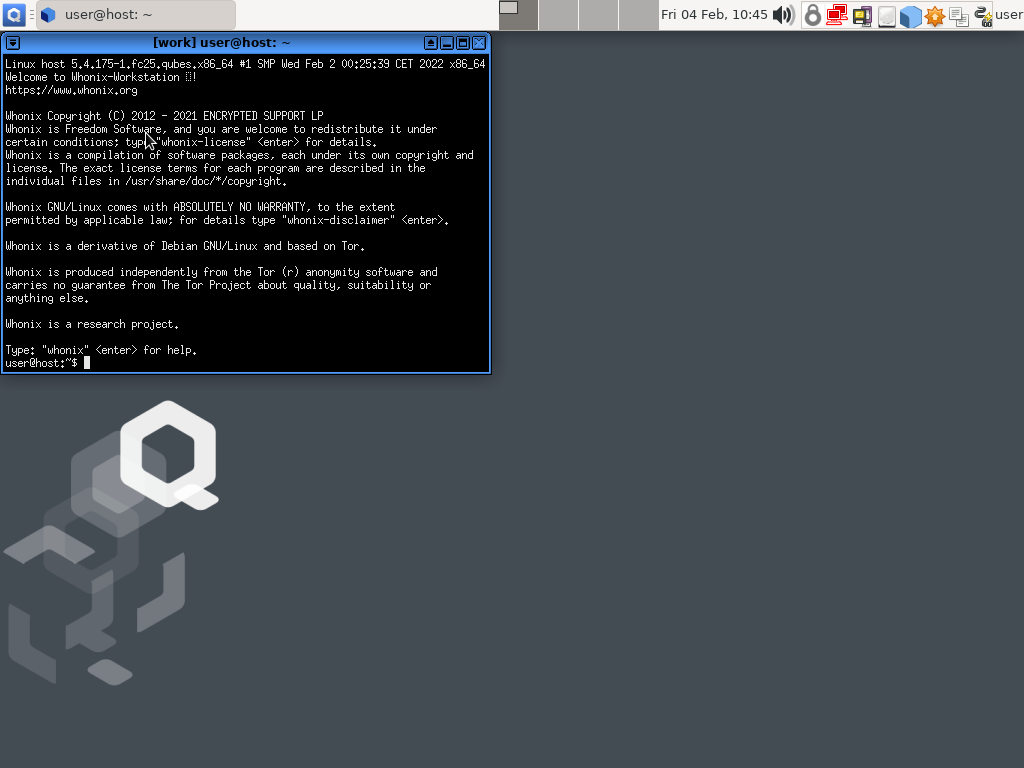 user@host: ~
Fri 04 Feb, 10:45
user
[work] user@host: ~
Linux host 5.4.175-1.fc25.qubes.x86_64 #1 SMP Wed Feb 2 00:25:39 CET 2022 x86_64
Welcome to Whonix-Workstation !
https://www.whonix.org
Whonix Copyright (C) 2012 - 2021 ENCRYPTED SUPPORT LP
Whonix is Freedom Software, and you are welcome to redistribute it under
certain conditions; type "whonix-license" <enter> for details.
Whonix is a compilation of software packages, each under its own copyright and
license. The exact license terms for each program are described in the
individual files in /usr/share/doc/*/copyright.
Whonix GNU/Linux comes with ABSOLUTELY NO WARRANTY, to the extent
permitted by applicable law; for details type "whonix-disclaimer" <enter>.
Whonix is a derivative of Debian GNU/Linux and based on Tor.
Whonix is produced independently from the Tor (r) anonymity software and
carries no guarantee from The Tor Project about quality, suitability or
anything else.
Whonix is a research project.
Type: "whonix" <enter> for help.
user@host:~$